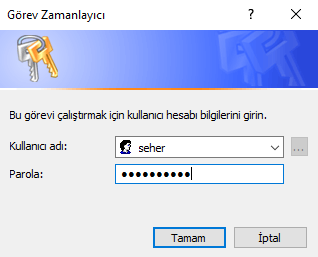 Görev Zamanlayıcı
Bu görevi çalıştırmak için kullanıcı hesabı bilgilerini girin.
Kullanıcı adı:
seher
...
Parola:
●●●●●●●●●●
Tamam
İptal